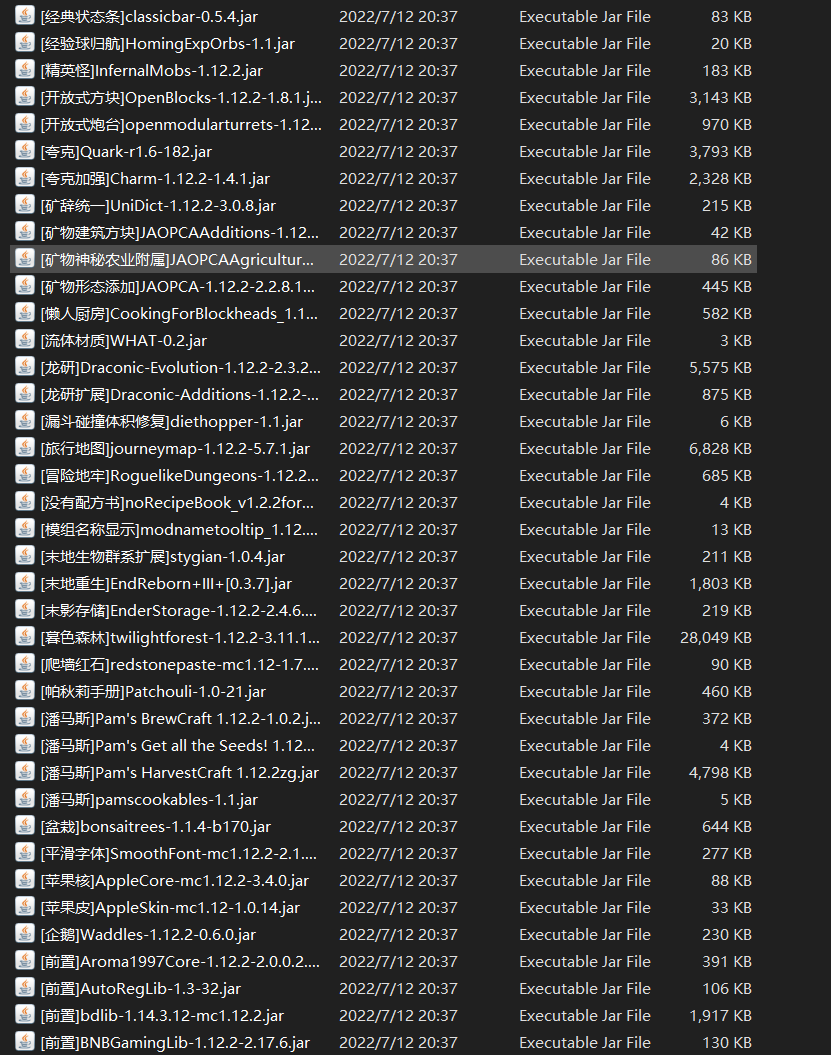 [经典状态条]classicbar-0.5.4.jar 2022/7/12 20:37 Executable Jar File 83 KB
[经验球归航]HomingExpOrbs-1.1.jar 2022/7/12 20:37 Executable Jar File 20 KB
[精英怪]InfernalMobs-1.12.2.jar 2022/7/12 20:37 Executable Jar File 183 KB
[开放式方块]OpenBlocks-1.12.2-1.8.1.j... 2022/7/12 20:37 Executable Jar File 3,143 KB
[开放式炮台]openmodularturrets-1.12... 2022/7/12 20:37 Executable Jar File 970 KB
[夸克]Quark-r1.6-182.jar 2022/7/12 20:37 Executable Jar File 3,793 KB
[夸克加强]Charm-1.12.2-1.4.1.jar 2022/7/12 20:37 Executable Jar File 2,328 KB
[矿辞统一]UniDict-1.12.2-3.0.8.jar 2022/7/12 20:37 Executable Jar File 215 KB
[矿物建筑方块]JAOPCAAdditions-1.12... 2022/7/12 20:37 Executable Jar File 42 KB
[矿物神秘农业附属]JAOPCAAgricultur... 2022/7/12 20:37 Executable Jar File 86 KB
[矿物形态添加]JAOPCA-1.12.2-2.2.8.1... 2022/7/12 20:37 Executable Jar File 445 KB
[懒人厨房]CookingForBlockheads_1.1... 2022/7/12 20:37 Executable Jar File 582 KB
[流体材质]WHAT-0.2.jar 2022/7/12 20:37 Executable Jar File 3 KB
[龙研]Draconic-Evolution-1.12.2-2.3.2... 2022/7/12 20:37 Executable Jar File 5,575 KB
[龙研扩展]Draconic-Additions-1.12.2-... 2022/7/12 20:37 Executable Jar File 875 KB
[漏斗碰撞体积修复]diethopper-1.1.jar 2022/7/12 20:37 Executable Jar File 6 KB
[旅行地图]journeymap-1.12.2-5.7.1.jar 2022/7/12 20:37 Executable Jar File 6,828 KB
[冒险地牢]RoguelikeDungeons-1.12.2... 2022/7/12 20:37 Executable Jar File 685 KB
[没有配方书]noRecipeBook_v1.2.2for... 2022/7/12 20:37 Executable Jar File 4 KB
[模组名称显示]modnametooltip_1.12.... 2022/7/12 20:37 Executable Jar File 13 KB
[末地生物群系扩展]stygian-1.0.4.jar 2022/7/12 20:37 Executable Jar File 211 KB
[末地重生]EndReborn+III+[0.3.7].jar 2022/7/12 20:37 Executable Jar File 1,803 KB
[末影存储]EnderStorage-1.12.2-2.4.6.... 2022/7/12 20:37 Executable Jar File 219 KB
[暮色森林]twilightforest-1.12.2-3.11.1... 2022/7/12 20:37 Executable Jar File 28,049 KB
[爬墙红石]redstonepaste-mc1.12-1.7.... 2022/7/12 20:37 Executable Jar File 90 KB
[帕秋莉手册]Patchouli-1.0-21.jar 2022/7/12 20:37 Executable Jar File 460 KB
[潘马斯]Pam's BrewCraft 1.12.2-1.0.2.j... 2022/7/12 20:37 Executable Jar File 372 KB
[潘马斯]Pam's Get all the Seeds! 1.12... 2022/7/12 20:37 Executable Jar File 4 KB
[潘马斯]Pam's HarvestCraft 1.12.2zg.jar 2022/7/12 20:37 Executable Jar File 4,798 KB
[潘马斯]pamscookables-1.1.jar 2022/7/12 20:37 Executable Jar File 5 KB
[盆栽]bonsaitrees-1.1.4-b170.jar 2022/7/12 20:37 Executable Jar File 644 KB
[平滑字体]SmoothFont-mc1.12.2-2.1.... 2022/7/12 20:37 Executable Jar File 277 KB
[苹果核]AppleCore-mc1.12.2-3.4.0.jar 2022/7/12 20:37 Executable Jar File 88 KB
[苹果皮]AppleSkin-mc1.12-1.0.14.jar 2022/7/12 20:37 Executable Jar File 33 KB
[企鹅]Waddles-1.12.2-0.6.0.jar 2022/7/12 20:37 Executable Jar File 230 KB
[前置]Aroma1997Core-1.12.2-2.0.0.2.... 2022/7/12 20:37 Executable Jar File 391 KB
[前置]AutoRegLib-1.3-32.jar 2022/7/12 20:37 Executable Jar File 106 KB
[前置]bdlib-1.14.3.12-mc1.12.2.jar 2022/7/12 20:37 Executable Jar File 1,917 KB
[前置]BNBGamingLib-1.12.2-2.17.6.jar 2022/7/12 20:37 Executable Jar File 130 KB